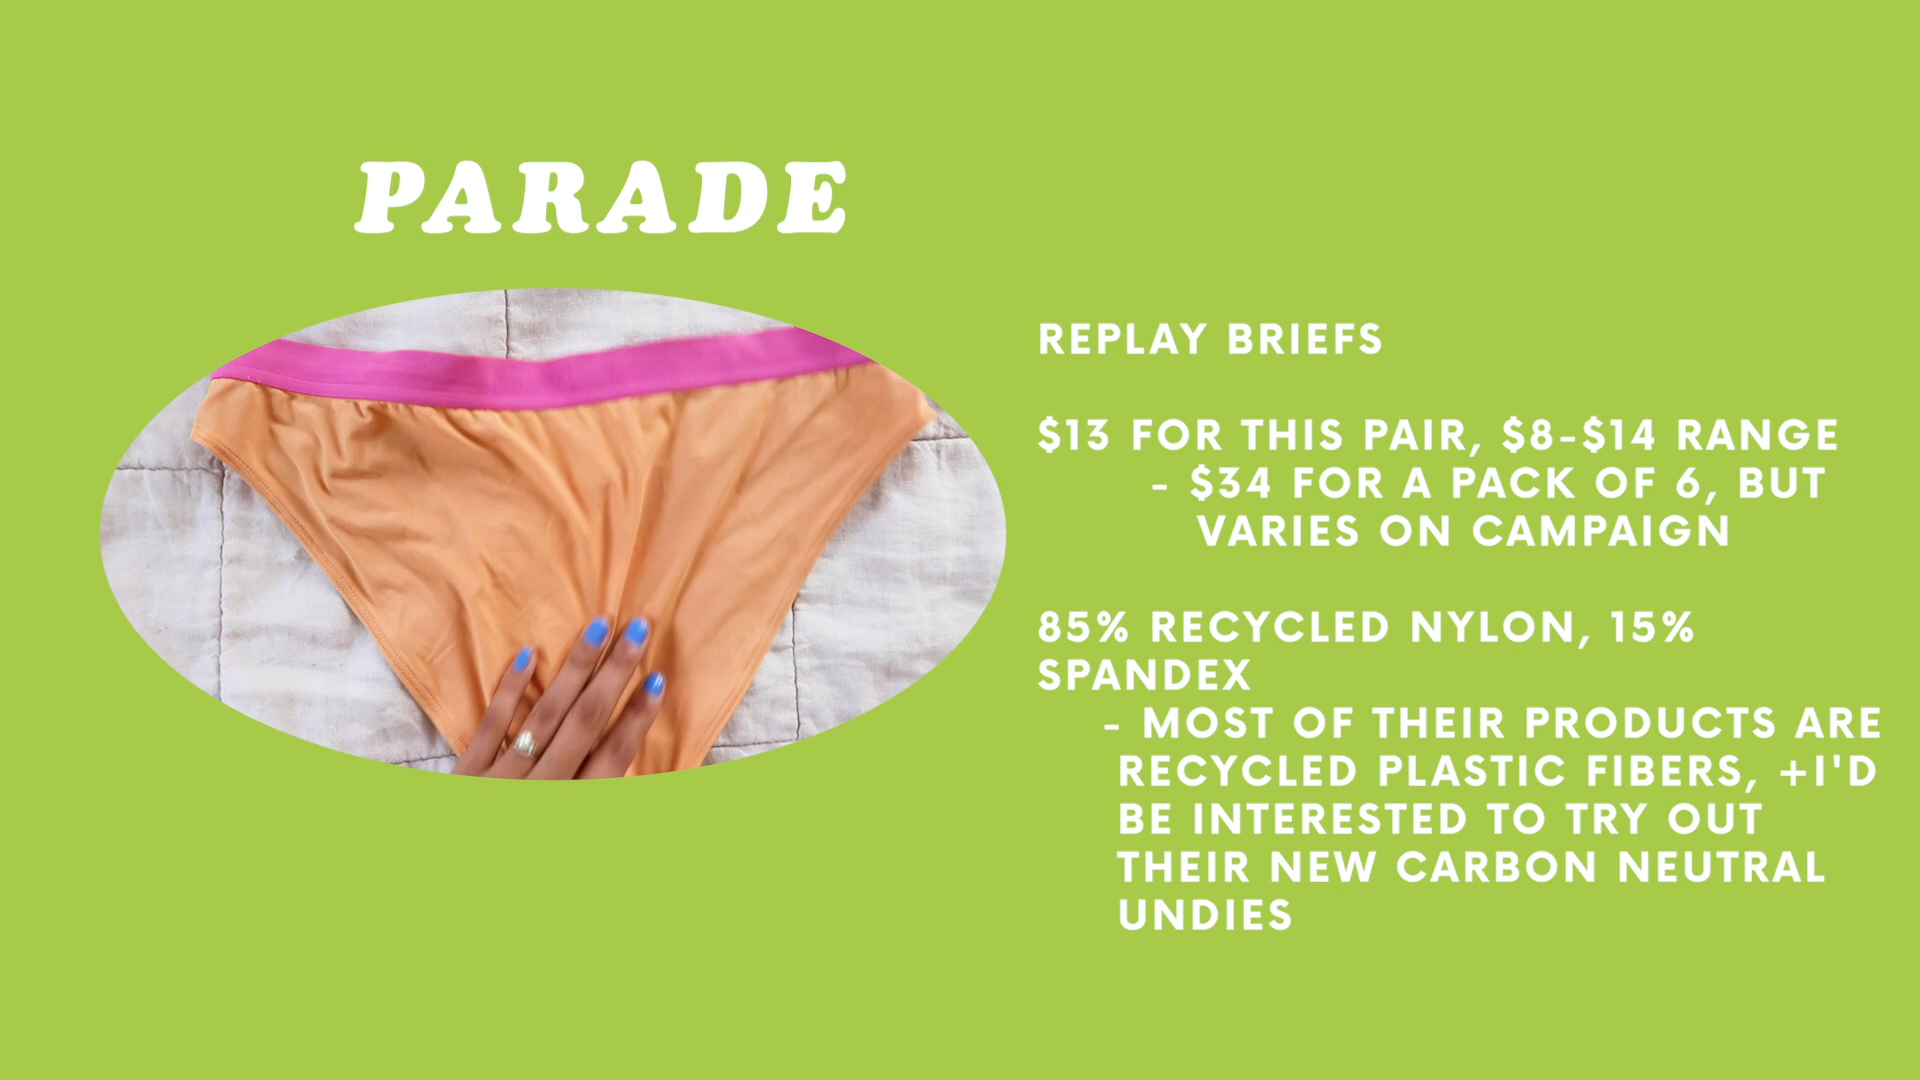 PARADE
REPLAY BRIEFS
$13 FOR THIS PAIR, $8-$14 RANGE
- $34 FOR A PACK OF 6, BUT
VARIES ON CAMPAIGN
85% RECYCLED NYLON, 15%
SPANDEX
- MOST OF THEIR PRODUCTS ARE
RECYCLED PLASTIC FIBERS, +I'D
BE INTERESTED TO TRY OUT
THEIR NEW CARBON NEUTRAL
UNDIES